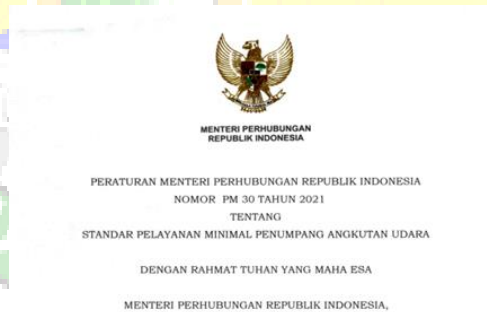 MENTERI PERHUBUNGAN
REPUBLIK INDONESIA
PERATURAN MENTERI PERHUBUNGAN REPUBLIK INDONESIA
NOMOR PM 30 TAHUN 2021
TENTANG
STANDAR PELAYANAN MINIMAL PENUMPANG ANGKUTAN UDARA
DENGAN RAHMAT TUHAN YANG MAHA ESA
MENTERI PERHUBUNGAN REPUBLIK INDONESIA,